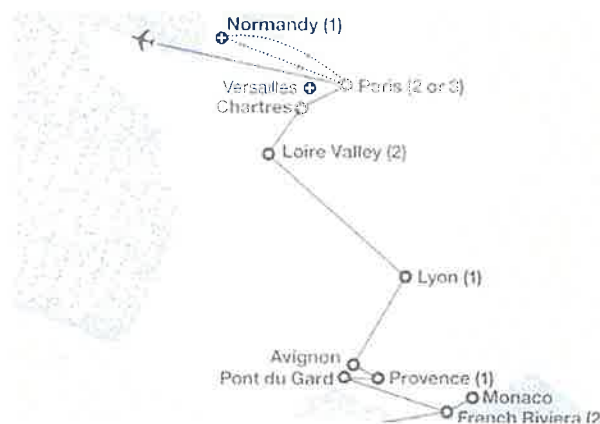 Normandy (1)
Versailles
Paris (2 or 3)
Chartres
Loire Valley (2)
Lyon (1)
Avignon
Pont du Gard
Provence (1)
Monaco
French Riviera (2